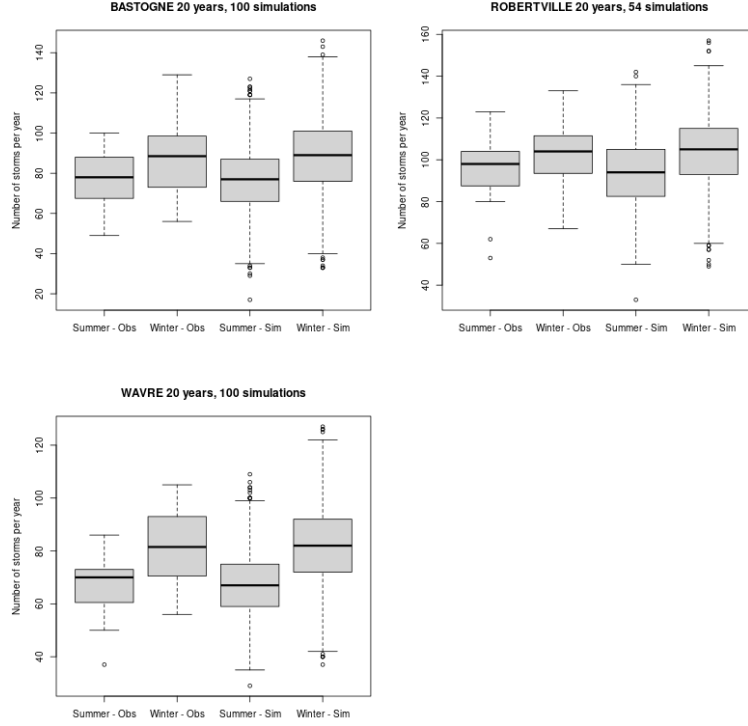 BASTOGNE 20 years, 100 simulations
Number of storms per year
140
120
100
80
60
40
20
Summer - Obs Winter - Obs Summer - Sim Winter - Sim
ROBERTVILLE 20 years, 54 simulations
Number of storms per year
160
140
120
100
80
60
40
Summer - Obs Winter - Obs Summer - Sim Winter - Sim
WAVRE 20 years, 100 simulations
Number of storms per year
120
100
80
60
40
Summer - Obs Winter - Obs Summer - Sim Winter - Sim